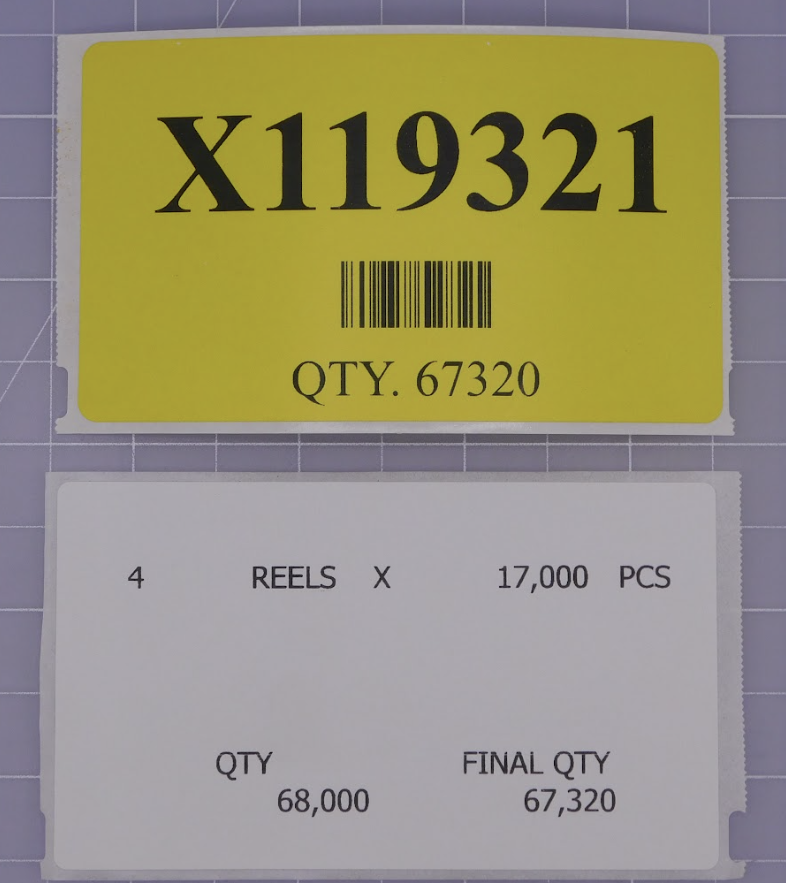 X119321
QTY. 67320
4 REELS X 17,000 PCS
QTY FINAL QTY
68,000 67,320